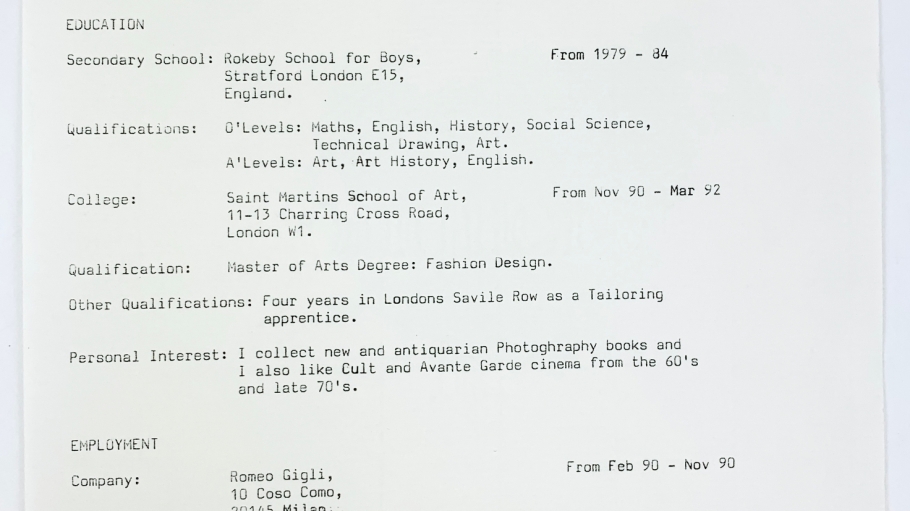 EDUCATION
Secondary School: Rokeby School for Boys, From 1979 - 84
Stratford London E15,
England.
Qualifications: O'Levels: Maths, English, History, Social Science,
Technical Drawing, Art.
A'Levels: Art, Art History, English.
College: Saint Martins School of Art, From Nov 90 - Mar 92
11-13 Charring Cross Road,
London W1.
Qualification: Master of Arts Degree: Fashion Design.
Other Qualifications: Four years in Londons Savile Row as a Tailoring
apprentice.
Personal Interest: I collect new and antiquarian Photoghraphy books and
I also like Cult and Avante Garde cinema from the 60's
and late 70's.
EMPLOYMENT
Company: Romeo Gigli, From Feb 90 - Nov 90
10 Coso Como,
20145 Milan.